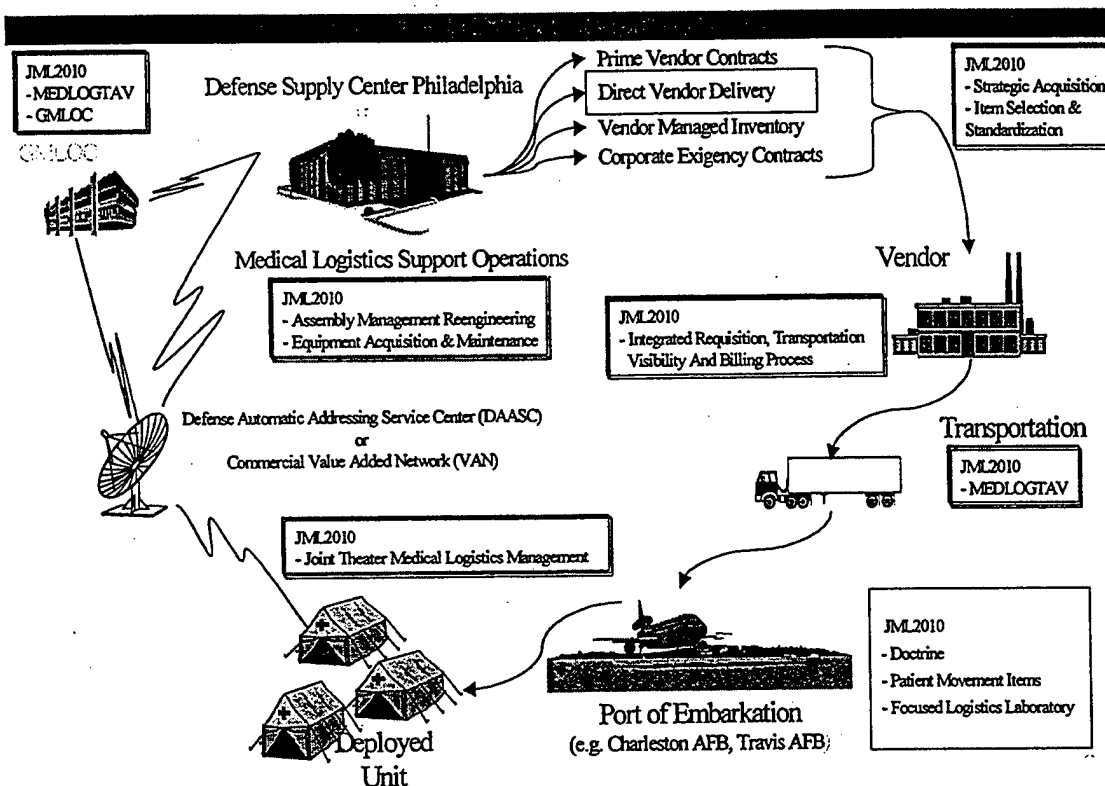 JML2010
- MEDLOGTAV
- GMLOC
GMLOC
Defense Supply Center Philadelphia
Prime Vendor Contracts
Direct Vendor Delivery
Vendor Managed Inventory
Corporate Exigency Contracts
JML2010
- Strategic Acquisition
- Item Selection &
Standardization
Medical Logistics Support Operations
JML2010
- Assembly Management Reengineering
- Equipment Acquisition & Maintenance
Vendor
JML2010
- Integrated Requisition, Transportation
Visibility And Billing Process
Defense Automatic Addressing Service Center (DAASC)
or
Commercial Value Added Network (VAN)
Transportation
JML2010
- MEDLOGTAV
JML2010
- Joint Theater Medical Logistics Management
Deployed
Unit
Port of Embarkation
(e.g. Charleston AFB, Travis AFB)
JML2010
- Doctrine
- Patient Movement Items
- Focused Logistics Laboratory